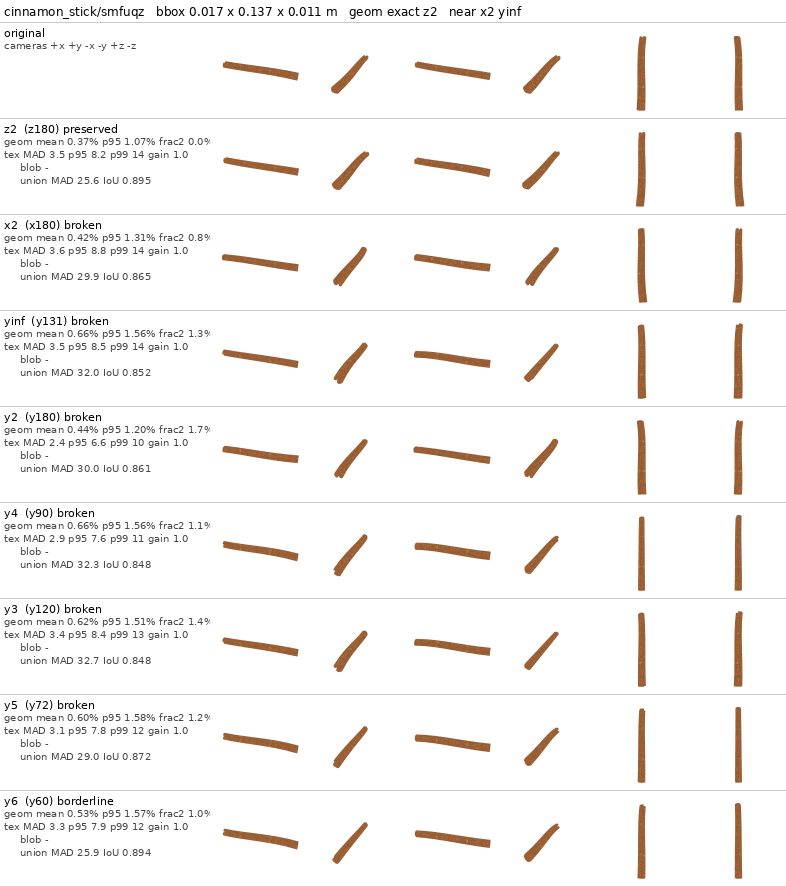 cinnamon_stick/smfuqz   bbox 0.017 x 0.137 x 0.011 m   geom exact z2   near x2 yinf
original
cameras +x +y -x -y +z -z
z2  (z180) preserved
geom mean 0.37% p95 1.07% frac2 0.0%
tex MAD 3.5 p95 8.2 p99 14 gain 1.0
blob -
union MAD 25.6 IoU 0.895
x2  (x180) broken
geom mean 0.42% p95 1.31% frac2 0.8%
tex MAD 3.6 p95 8.8 p99 14 gain 1.0
blob -
union MAD 29.9 IoU 0.865
yinf  (y131) broken
geom mean 0.66% p95 1.56% frac2 1.3%
tex MAD 3.5 p95 8.5 p99 14 gain 1.0
blob -
union MAD 32.0 IoU 0.852
y2  (y180) broken
geom mean 0.44% p95 1.20% frac2 1.7%
tex MAD 2.4 p95 6.6 p99 10 gain 1.0
blob -
union MAD 30.0 IoU 0.861
y4  (y90) broken
geom mean 0.66% p95 1.56% frac2 1.1%
tex MAD 2.9 p95 7.6 p99 11 gain 1.0
blob -
union MAD 32.3 IoU 0.848
y3  (y120) broken
geom mean 0.62% p95 1.51% frac2 1.4%
tex MAD 3.4 p95 8.4 p99 13 gain 1.0
blob -
union MAD 32.7 IoU 0.848
y5  (y72) broken
geom mean 0.60% p95 1.58% frac2 1.2%
tex MAD 3.1 p95 7.8 p99 12 gain 1.0
blob -
union MAD 29.0 IoU 0.872
y6  (y60) borderline
geom mean 0.53% p95 1.57% frac2 1.0%
tex MAD 3.3 p95 7.9 p99 12 gain 1.0
blob -
union MAD 25.9 IoU 0.894